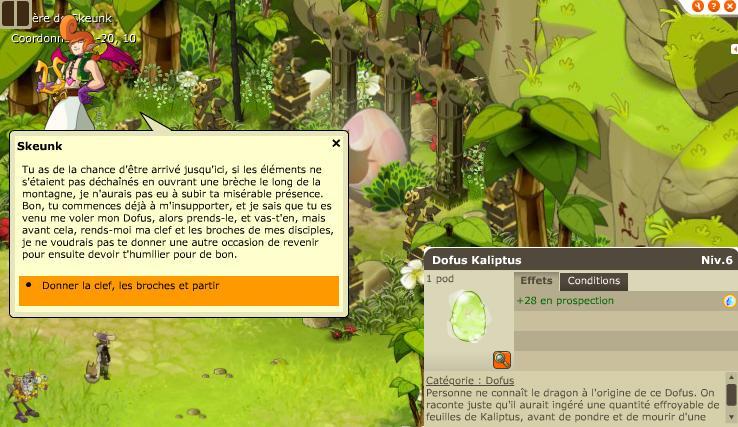 ère du Skeunk
Coordonn -20, 10
Skeunk
Tu as de la chance d'être arrivé jusqu'ici, si les éléments ne
s'étaient pas déchaînés en ouvrant une brèche le long de la
montagne, je n'aurais pas eu à subir ta misérable présence.
Bon, tu commences déjà à m'insupporter, et je sais que tu es
venu me voler mon Dofus, alors prends-le, et vas-t'en, mais
avant cela, rends-moi ma clef et les broches de mes disciples,
je ne voudrais pas te donner une autre occasion de revenir
pour ensuite devoir t'humilier pour de bon.
• Donner la clef, les broches et partir
Dofus Kaliptus Niv.6
1 pod
Effets Conditions
+28 en prospection
Catégorie : Dofus
Personne ne connaît le dragon à l'origine de ce Dofus. On
raconte juste qu'il aurait ingéré une quantité effroyable de
feuilles de Kaliptus, avant de pondre et de mourir d'une